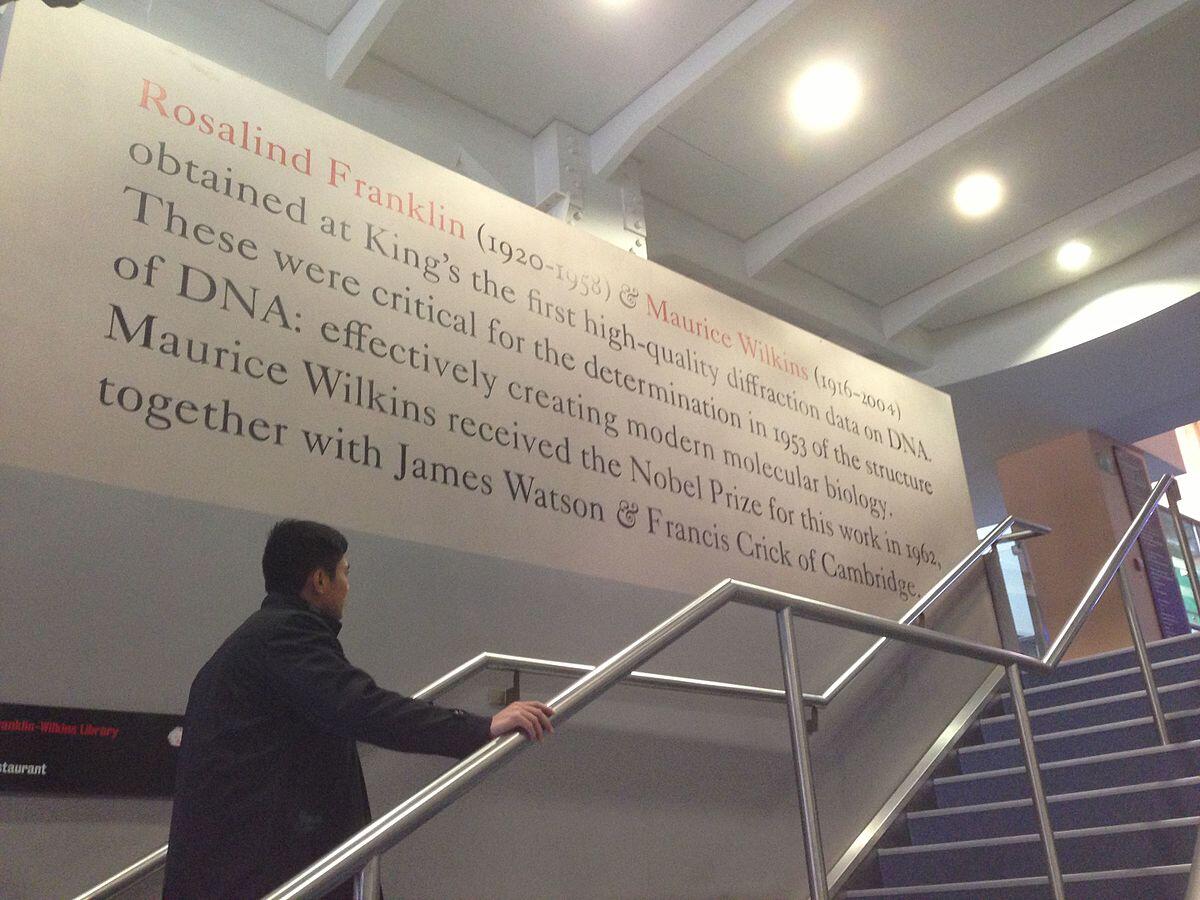 Rosalind Franklin (1920-1958) & Maurice Wilkins (1916-2004)
obtained at King's the first high-quality diffraction data on DNA.
These were critical for the determination in 1953 of the structure
of DNA: effectively creating modern molecular biology.
Maurice Wilkins received the Nobel Prize for this work in 1962,
together with James Watson & Francis Crick of Cambridge.
anklin-Wilkins Library
staurant